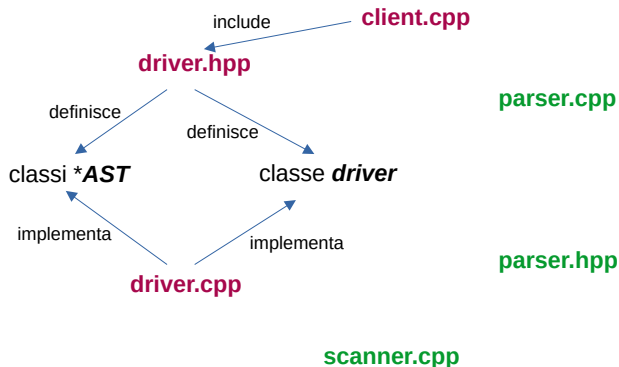 include
client.cpp
driver.hpp
parser.cpp
definisce
definisce
classi *AST
classe driver
implementa
implementa
parser.hpp
driver.cpp
scanner.cpp